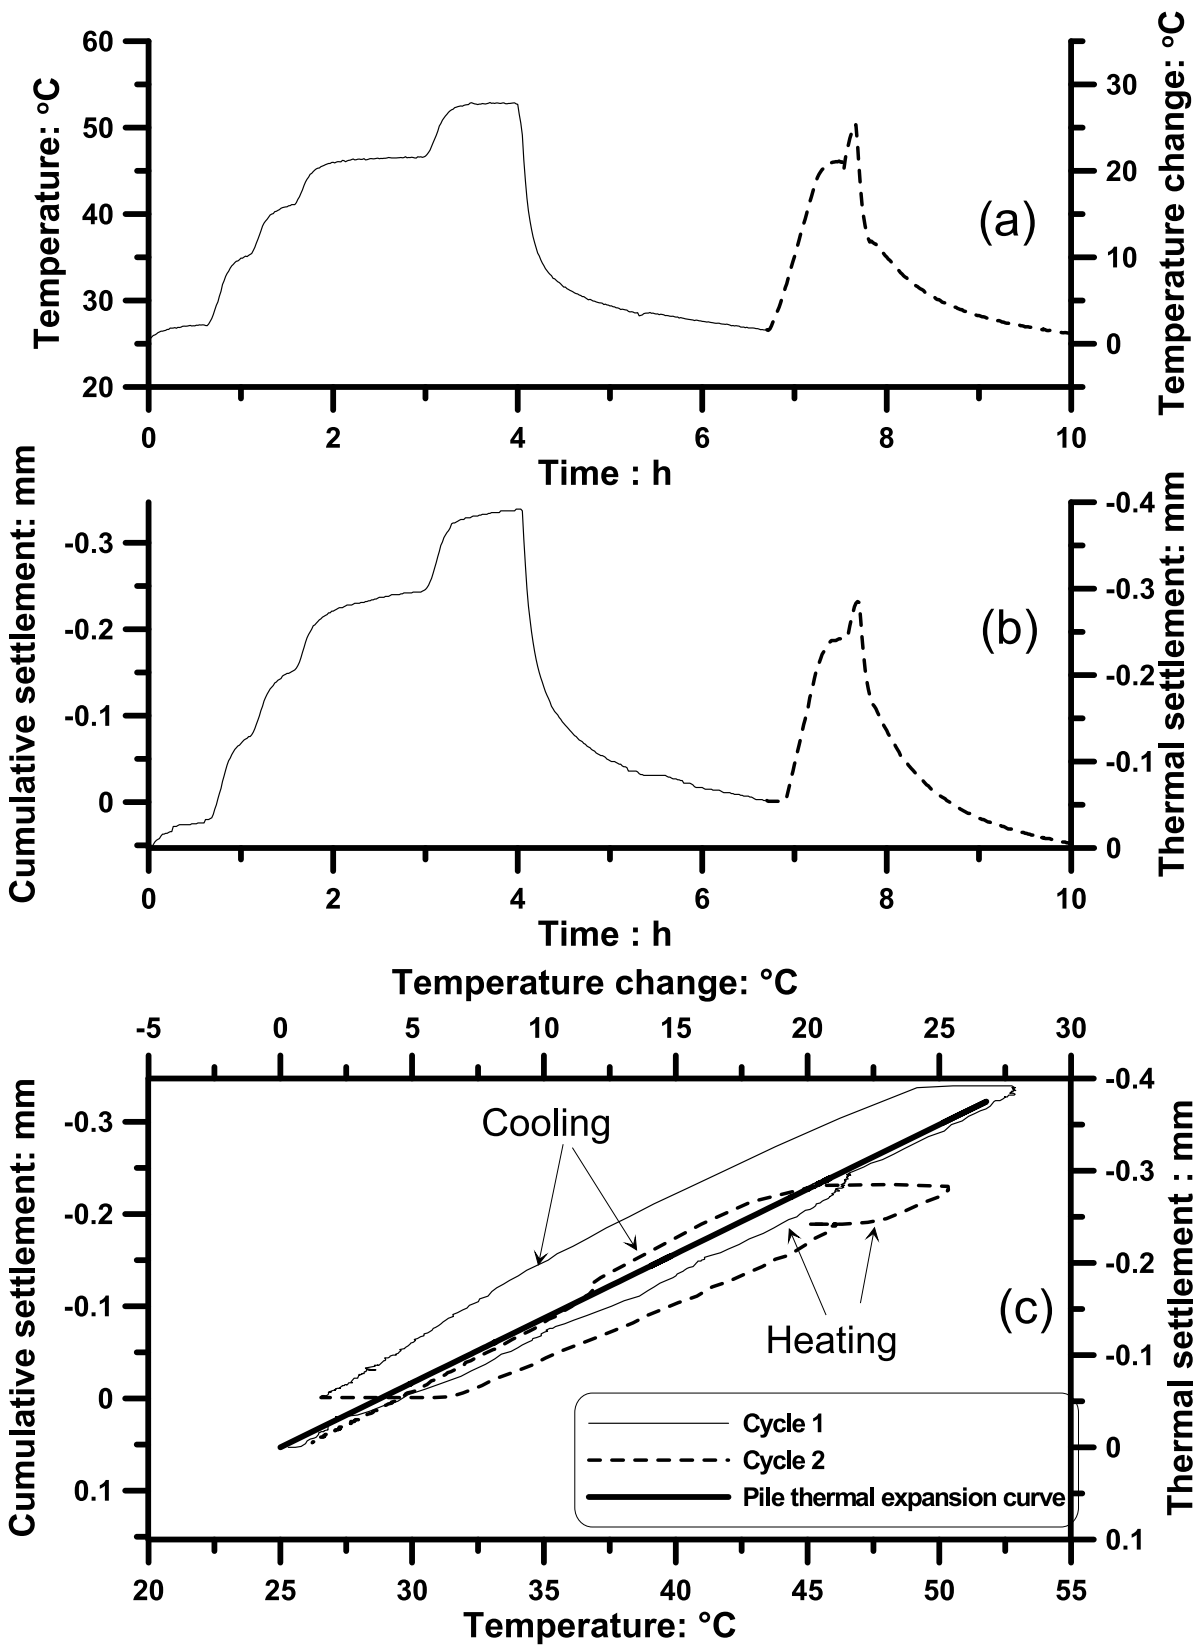 Temperature: ºC
60
50
40
30
20
Temperature change: ºC
30
20
10
0
(a)
0 2 4 6 8 10
Time : h
Cumulative settlement: mm
-0.3
-0.2
-0.1
0
Thermal settlement: mm
-0.4
-0.3
-0.2
-0.1
0
(b)
0 2 4 6 8 10
Time : h
Temperature change: °C
-5 0 5 10 15 20 25 30
Cumulative settlement: mm
-0.3
-0.2
-0.1
0
0.1
Thermal settlement : mm
-0.4
-0.3
-0.2
-0.1
0
0.1
Cooling
(c)
Heating
Cycle 1
Cycle 2
Pile thermal expansion curve
20 25 30 35 40 45 50 55
Temperature: °C